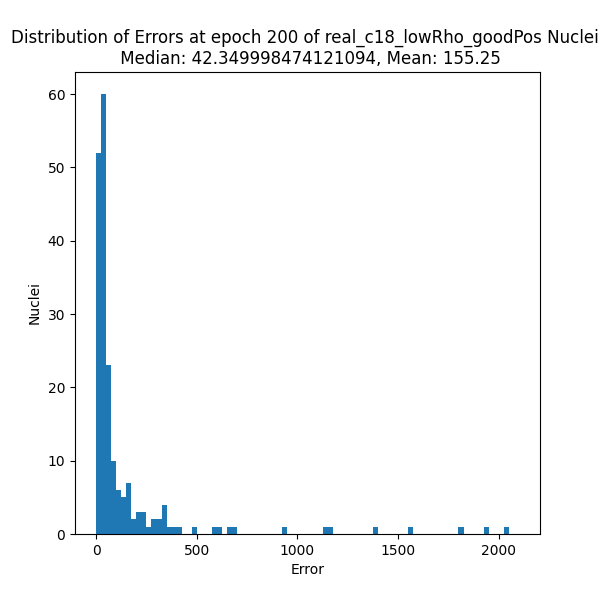 Distribution of Errors at epoch 200 of real_c18_lowRho_goodPos Nuclei
Median: 42.349998474121094, Mean: 155.25
60
50
40
30
20
10
0
Nuclei
0 500 1000 1500 2000
Error